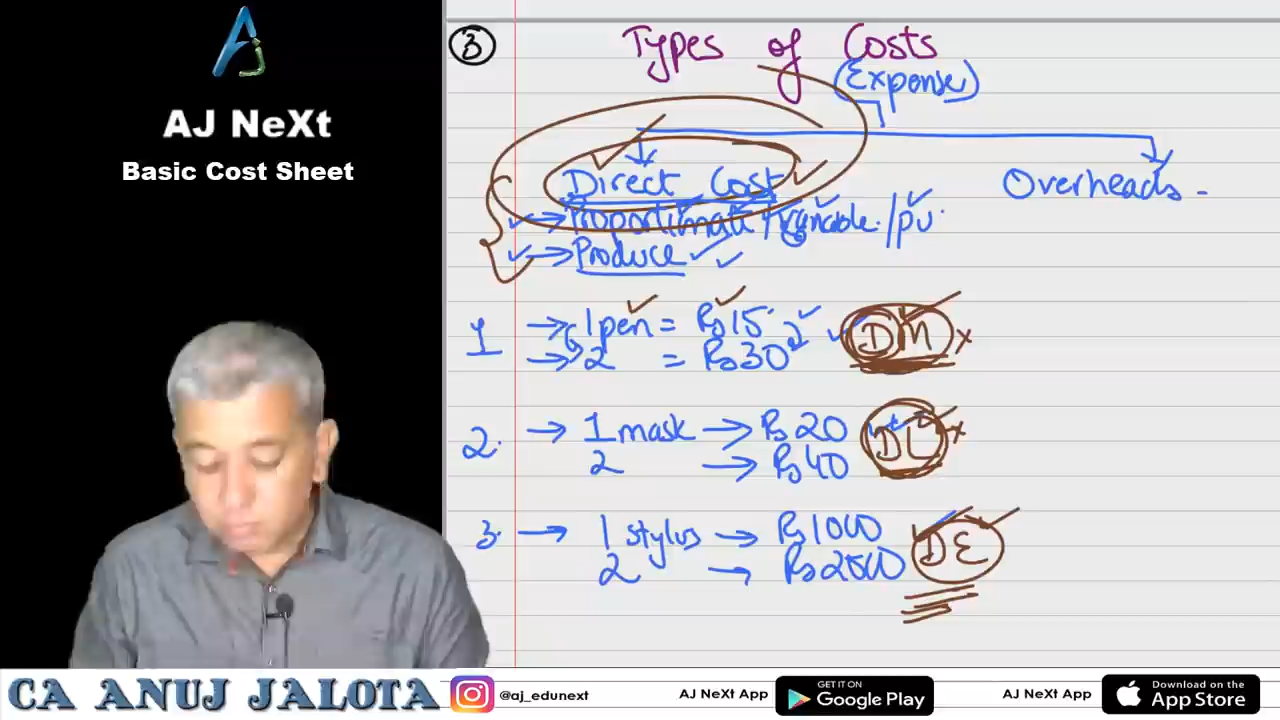 AJ NeXt
Basic Cost Sheet
3 Types of Costs
(Expense)
Direct Cost
Overheads
→ Proportionate / Variable / pu
→ Produce
1 → 1 pen = Rs 15
→ 2 = Rs 30
DM x
2. → 1 mask → Rs 20
2 → Rs 40
DL x
3. → 1 stylus → Rs 1000
2 → Rs 2000
DE
CA ANUJ JALOTA
@aj_edunext
AJ NeXt App
GET IT ON
Google Play
AJ NeXt App
Download on the
App Store